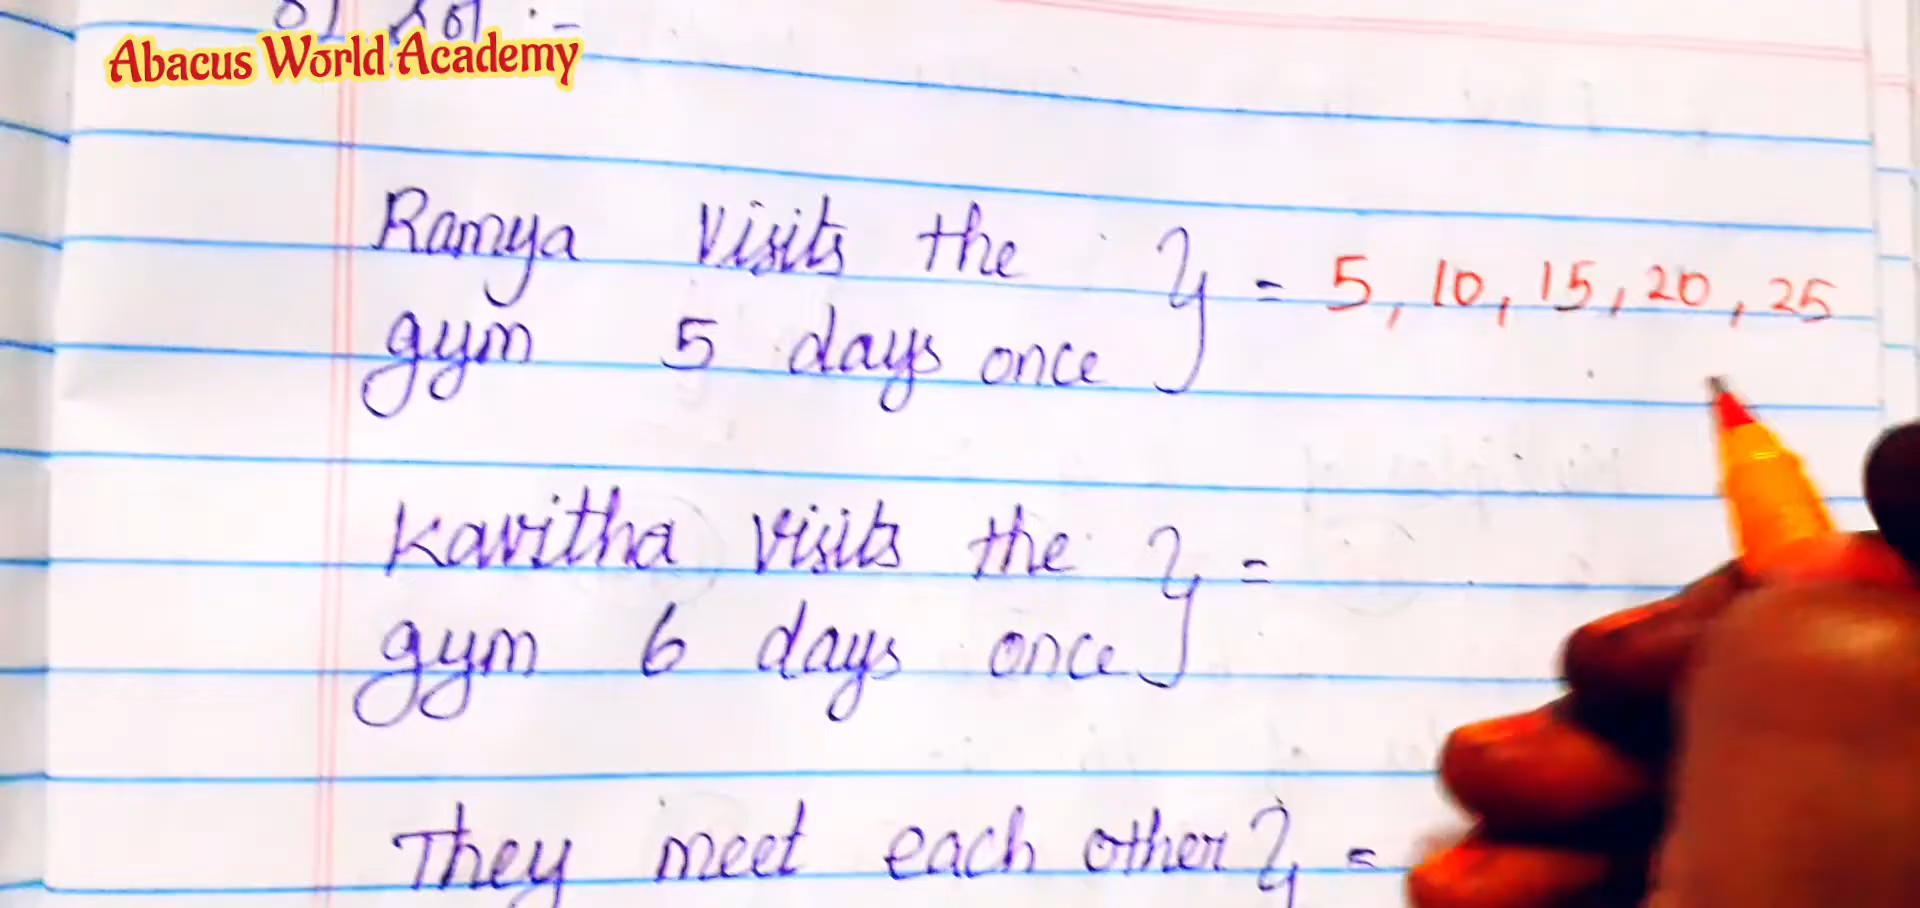 Abacus World Academy
Ramya visits the } = 5, 10, 15, 20, 25
gym 5 days once
Kavitha visits the } =
gym 6 days once
They meet each other } =